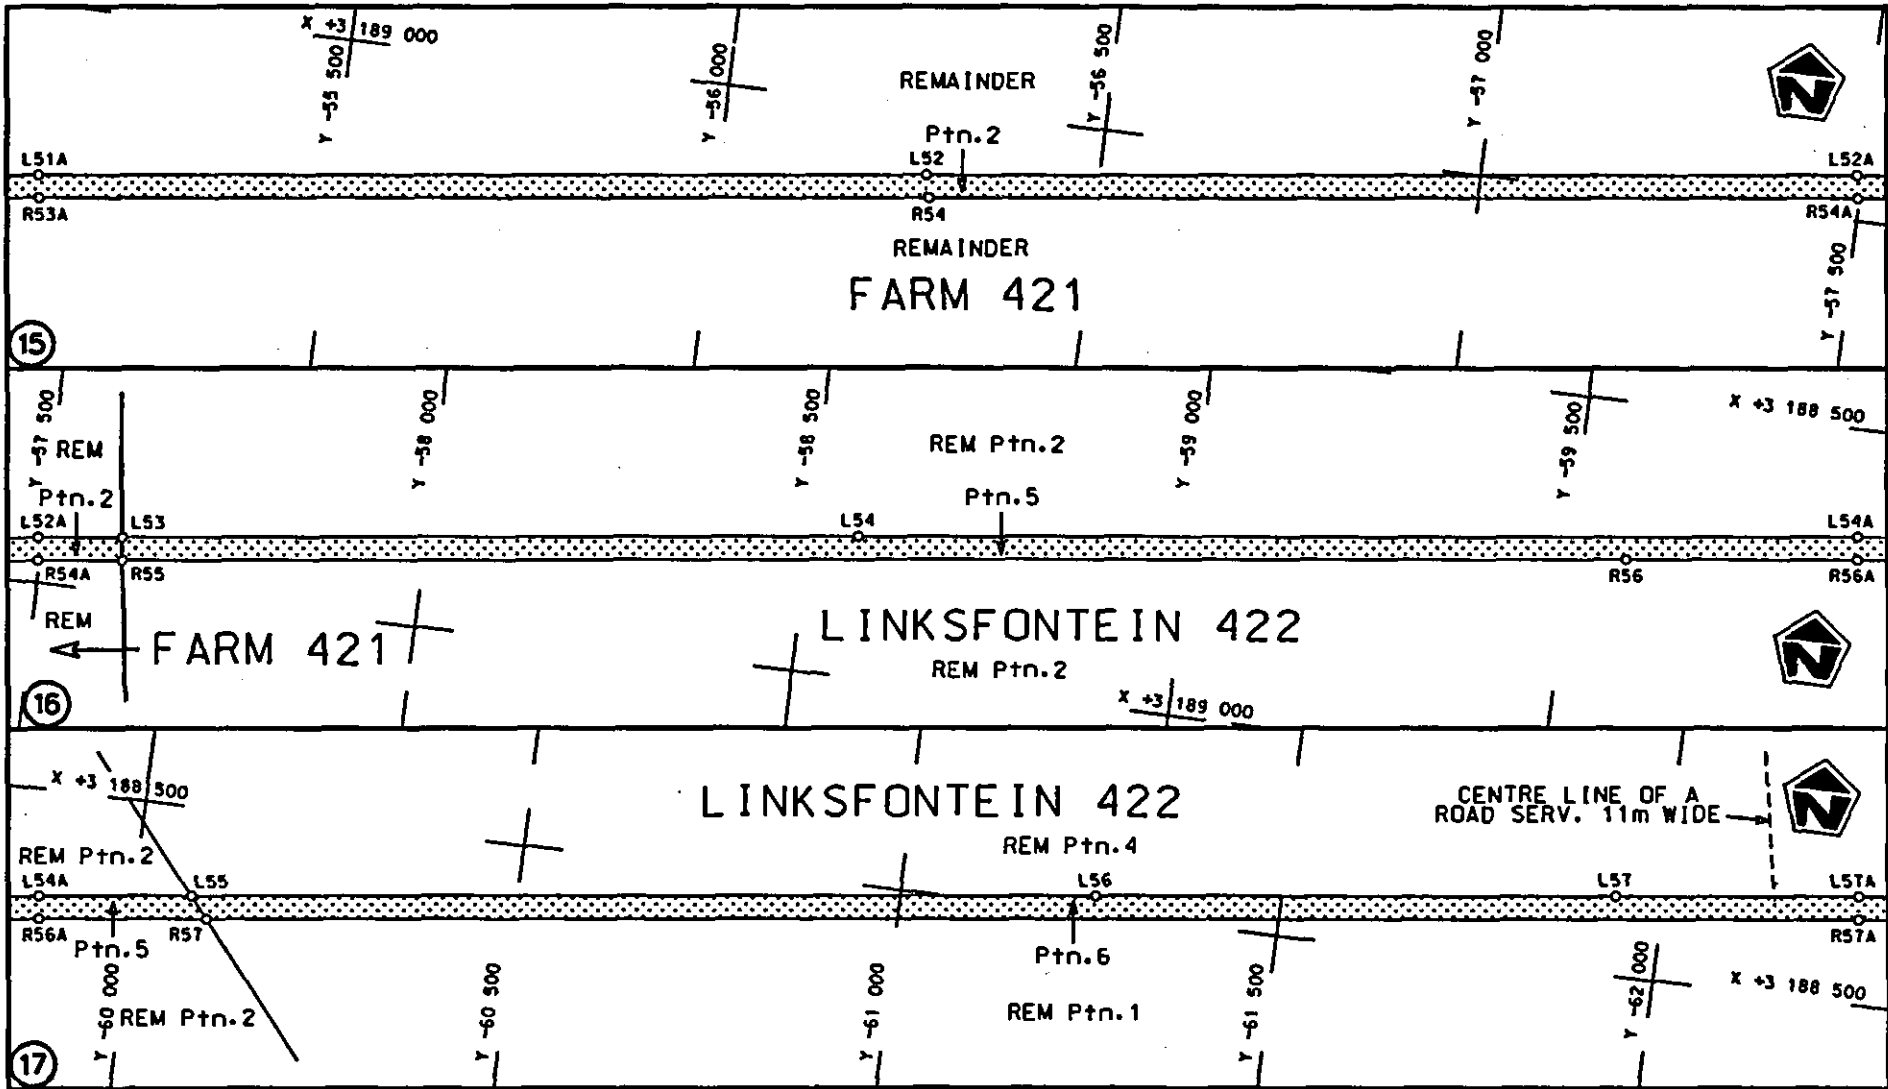 X +3 189 000
Y -55 500
Y -56 000
Y -56 500
Y -57 000
REMAINDER
Ptn.2
N
L51A
L52
L52A
R53A
R54
R54A
REMAINDER
FARM 421
Y -57 500
15
Y -57 500
Y -58 000
Y -58 500
Y -59 000
Y -59 500
X +3 188 500
REM
REM Ptn.2
Ptn.2
Ptn.5
L52A
L53
L54
L54A
R54A
R55
R56
R56A
REM
FARM 421
LINKSFONTEIN 422
REM Ptn.2
N
16
X +3 189 000
X +3 188 500
LINKSFONTEIN 422
CENTRE LINE OF A
ROAD SERV. 11m WIDE
N
REM Ptn.2
REM Ptn.4
L54A
L55
L56
L57
L57A
R56A
R57
R57A
Ptn.5
Ptn.6
Y -60 000
REM Ptn.2
Y -60 500
Y -61 000
REM Ptn.1
Y -61 500
Y -62 000
X +3 188 500
17